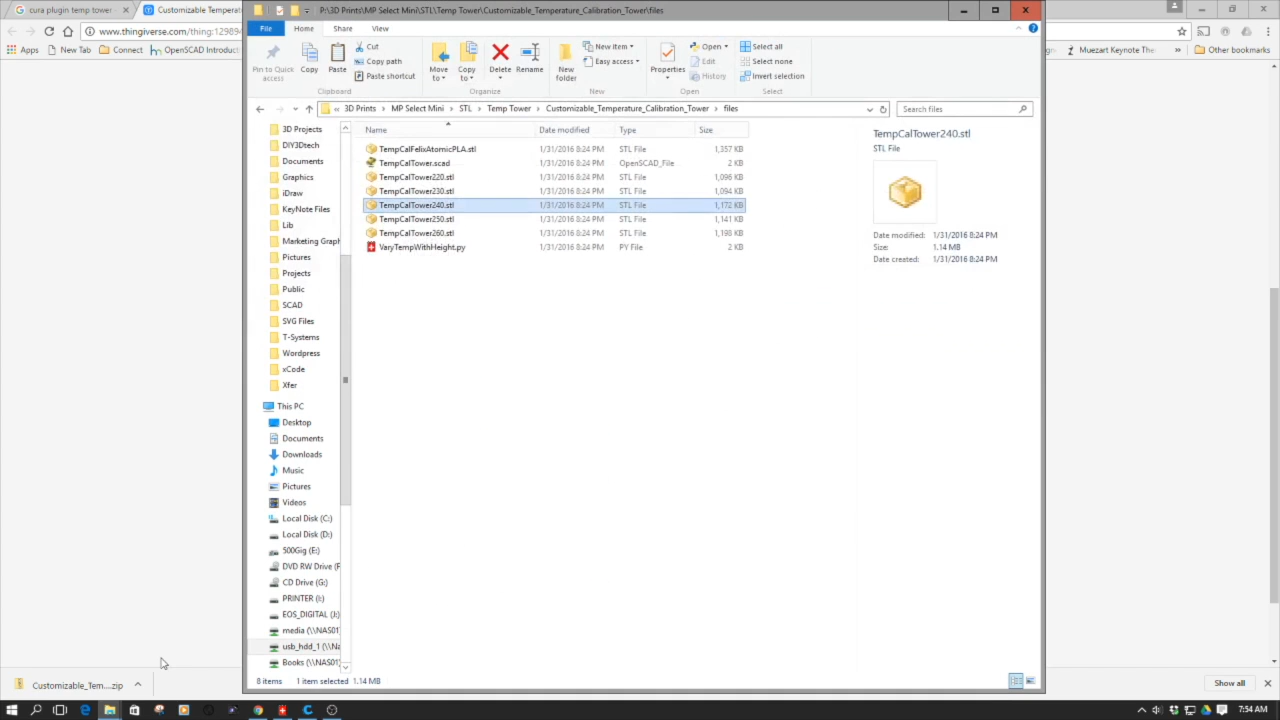 cura plugin temp tower
Customizable Temperatu
P:\3D Prints\MP Select Mini\STL\Temp Tower\Customizable_Temperature_Calibration_Tower\files
www.thingiverse.com/thing:12894
File Home Share View
Apps New Tab Connect OpenSCAD Introducti
Muezart Keynote The » Other bookmarks
Pin to Quick access
Copy
Paste
Cut
Copy path
Paste shortcut
Move to
Copy to
Delete
Rename
New folder
New item
Easy access
Properties
Open
Edit
History
Select all
Select none
Invert selection
Clipboard Organize New Open Select
« 3D Prints MP Select Mini STL Temp Tower Customizable_Temperature_Calibration_Tower files
Search files
3D Projects
DIY3Dtech
Documents
Graphics
iDraw
KeyNote Files
Lib
Marketing Graph
Pictures
Projects
Public
SCAD
SVG Files
T-Systems
Wordpress
xCode
Xfer
This PC
Desktop
Documents
Downloads
Music
Pictures
Videos
Local Disk (C:)
Local Disk (D:)
500Gig (E:)
DVD RW Drive (F
CD Drive (G:)
PRINTER (I:)
EOS_DIGITAL (J:)
media (\\NAS01)
usb_hdd_1 (\\Na
Books (\\NAS01)
Name Date modified Type Size
TempCalFelixAtomicPLA.stl 1/31/2016 8:24 PM STL File 1,357 KB
TempCalTower.scad 1/31/2016 8:24 PM OpenSCAD_File 2 KB
TempCalTower220.stl 1/31/2016 8:24 PM STL File 1,096 KB
TempCalTower230.stl 1/31/2016 8:24 PM STL File 1,094 KB
TempCalTower240.stl 1/31/2016 8:24 PM STL File 1,172 KB
TempCalTower250.stl 1/31/2016 8:24 PM STL File 1,141 KB
TempCalTower260.stl 1/31/2016 8:24 PM STL File 1,198 KB
VaryTempWithHeight.py 1/31/2016 8:24 PM PY File 2 KB
TempCalTower240.stl
STL File
Date modified: 1/31/2016 8:24 PM
Size: 1.14 MB
Date created: 1/31/2016 8:24 PM
8 items 1 item selected 1.14 MB
Customizable_Tem....zip
Show all
7:54 AM